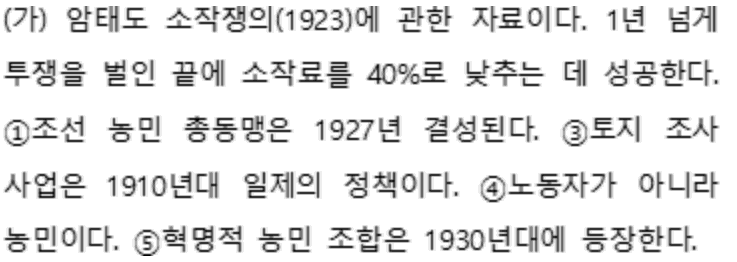 (가) 암태도 소작쟁의(1923)에 관한 자료이다. 1년 넘게
투쟁을 벌인 끝에 소작료를 40%로 낮추는 데 성공한다.
①조선 농민 총동맹은 1927년 결성된다. ③토지 조사
사업은 1910년대 일제의 정책이다. ④노동자가 아니라
농민이다. ⑤혁명적 농민 조합은 1930년대에 등장한다.